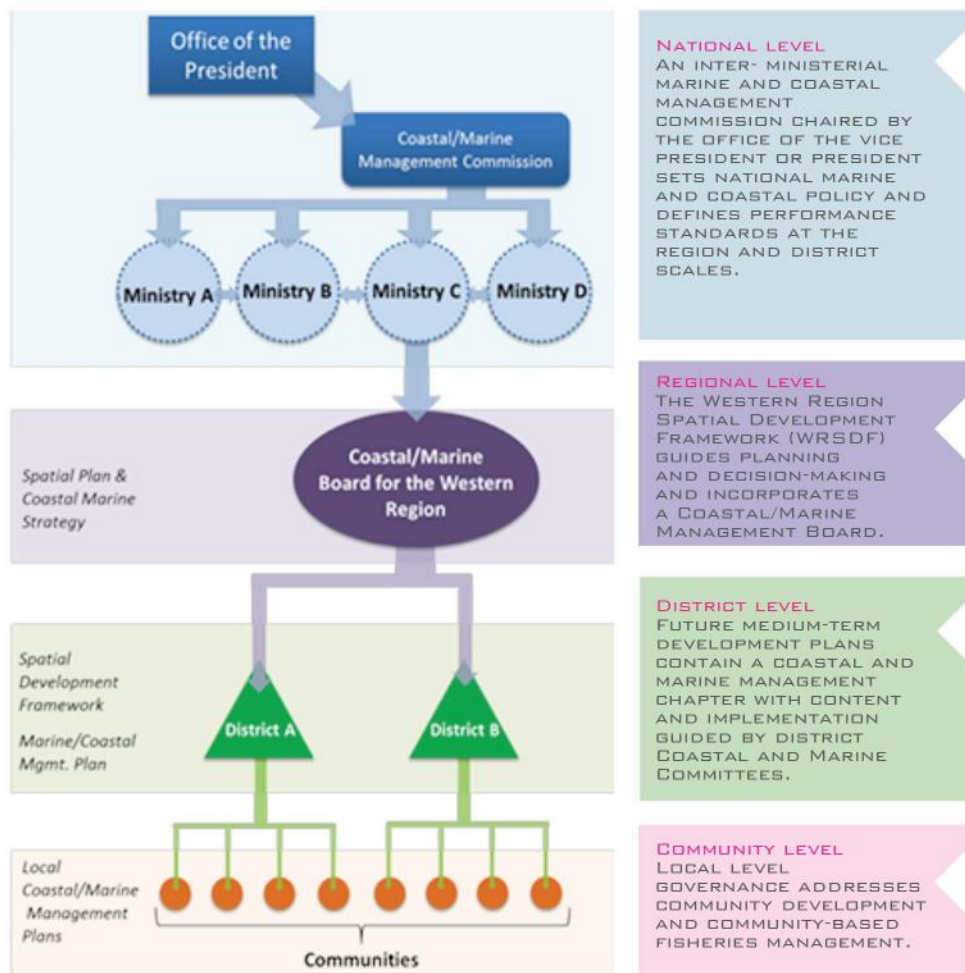 Office of the
President
Coastal/Marine
Management Commission
Ministry A
Ministry B
Ministry C
Ministry D
NATIONAL LEVEL
AN INTER- MINISTERIAL
MARINE AND COASTAL
MANAGEMENT
COMMISSION CHAIRED BY
THE OFFICE OF THE VICE
PRESIDENT OR PRESIDENT
SETS NATIONAL MARINE
AND COASTAL POLICY AND
DEFINES PERFORMANCE
STANDARDS AT THE
REGION AND DISTRICT
SCALES.
Spatial Plan &
Coastal Marine
Strategy
Coastal/Marine
Board for the Western
Region
REGIONAL LEVEL
THE WESTERN REGION
SPATIAL DEVELOPMENT
FRAMEWORK (WRSDF)
GUIDES PLANNING
AND DECISION-MAKING
AND INCORPORATES
A COASTAL/MARINE
MANAGEMENT BOARD.
Spatial
Development
Framework
Marine/Coastal
Mgmt. Plan
District A
District B
DISTRICT LEVEL
FUTURE MEDIUM-TERM
DEVELOPMENT PLANS
CONTAIN A COASTAL AND
MARINE MANAGEMENT
CHAPTER WITH CONTENT
AND IMPLEMENTATION
GUIDED BY DISTRICT
COASTAL AND MARINE
COMMITTEES.
Local
Coastal/Marine
Management
Plans
Communities
COMMUNITY LEVEL
LOCAL LEVEL
GOVERNANCE ADDRESSES
COMMUNITY DEVELOPMENT
AND COMMUNITY-BASED
FISHERIES MANAGEMENT.